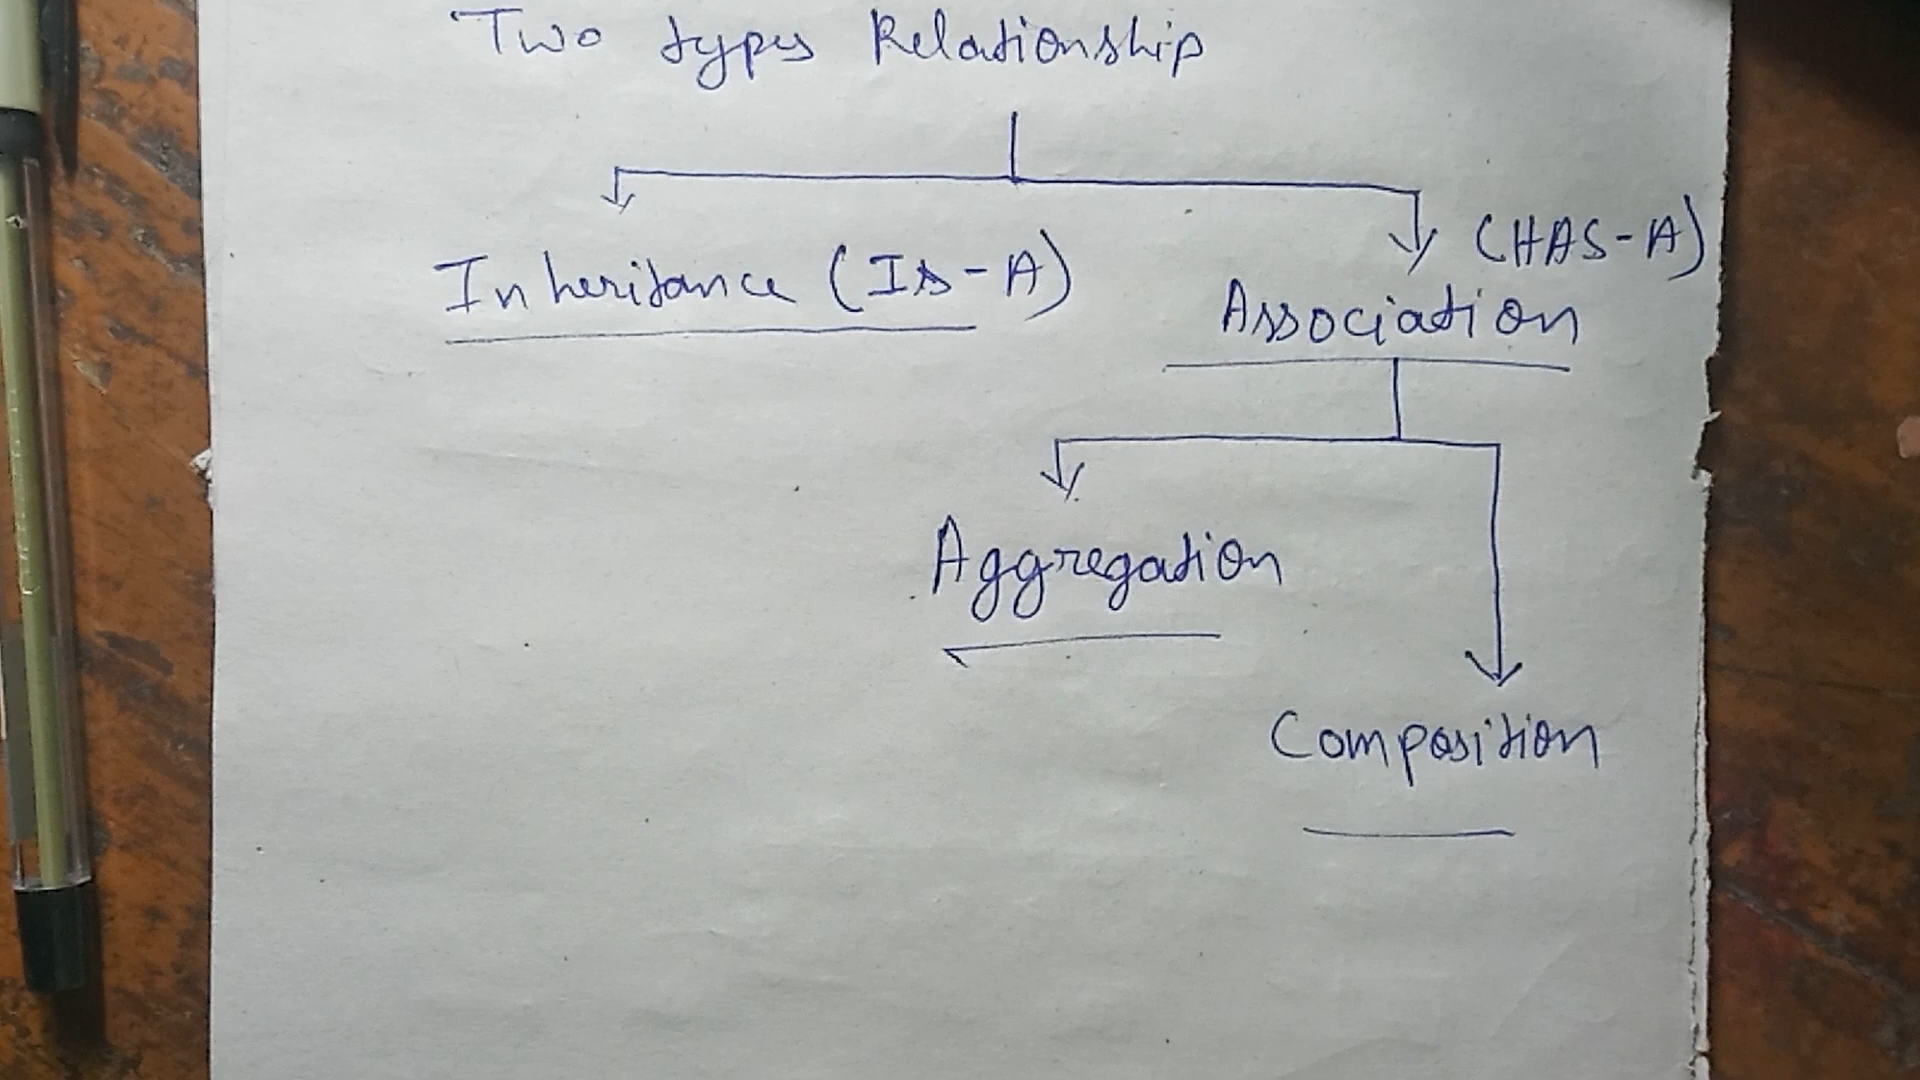 Two types Relationship
Inheritance (Is-A)
(HAS-A)
Association
Aggregation
Composition